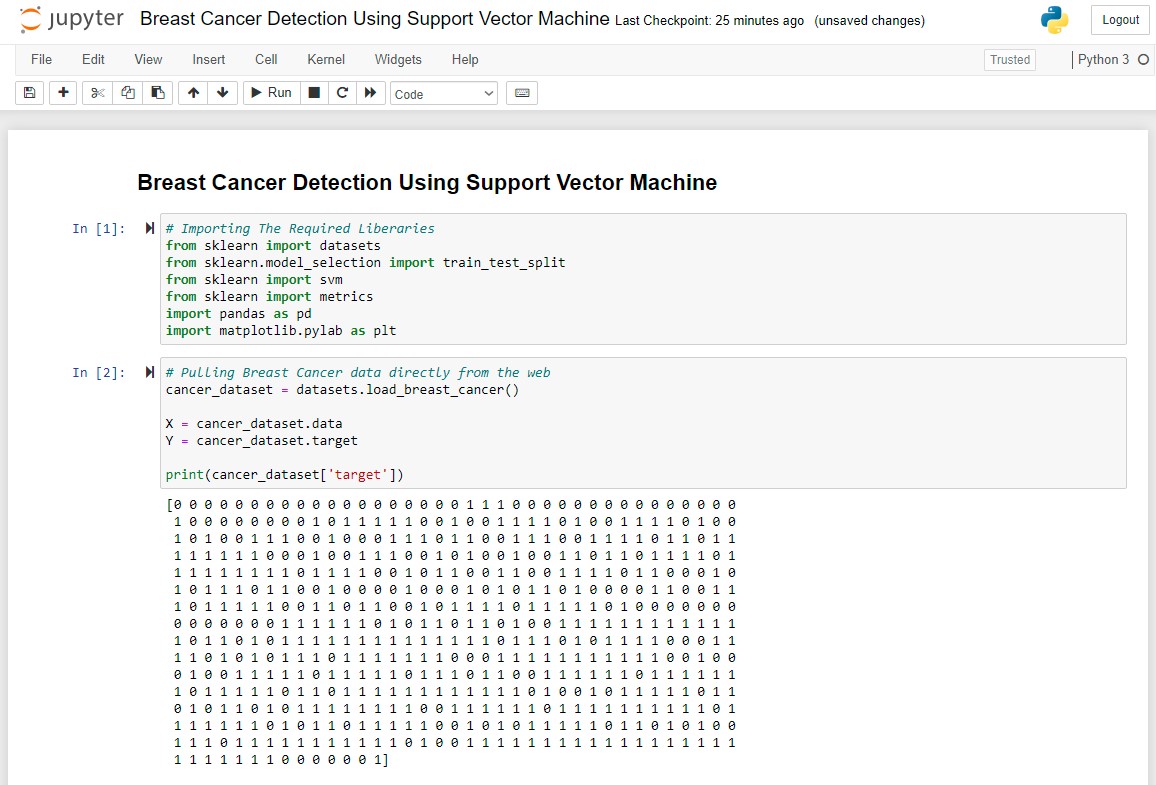 jupyter Breast Cancer Detection Using Support Vector Machine Last Checkpoint: 25 minutes ago (unsaved changes) Logout
File Edit View Insert Cell Kernel Widgets Help Trusted Python 3
Run Code
Breast Cancer Detection Using Support Vector Machine
In [1]: # Importing The Required Liberaries
from sklearn import datasets
from sklearn.model_selection import train_test_split
from sklearn import svm
from sklearn import metrics
import pandas as pd
import matplotlib.pylab as plt
In [2]: # Pulling Breast Cancer data directly from the web
cancer_dataset = datasets.load_breast_cancer()
X = cancer_dataset.data
Y = cancer_dataset.target
print(cancer_dataset['target'])
[0 0 0 0 0 0 0 0 0 0 0 0 0 0 0 0 0 0 0 1 1 1 0 0 0 0 0 0 0 0 0 0 0 0 0 0 0
1 0 0 0 0 0 0 0 0 1 0 1 1 1 1 1 0 0 1 0 0 1 1 1 1 0 1 0 0 1 1 1 1 0 1 0 0
1 0 1 0 0 1 1 1 0 0 1 0 0 0 1 1 1 0 1 1 0 0 1 1 1 0 0 1 1 1 1 0 1 1 0 1 1
1 1 1 1 1 1 0 0 0 1 0 0 1 1 1 0 0 1 0 1 0 0 1 0 0 1 1 0 1 1 0 1 1 1 1 0 1
1 1 1 1 1 1 1 1 0 1 1 1 1 0 0 1 0 1 1 0 0 1 1 0 0 1 1 1 1 0 1 1 0 0 0 1 0
1 0 1 1 1 0 1 1 0 0 1 0 0 0 0 1 0 0 0 1 0 1 0 1 1 0 1 0 0 0 0 1 1 0 0 1 1
1 0 1 1 1 1 1 0 0 1 1 0 1 1 0 0 1 0 1 1 1 1 0 1 1 1 1 1 0 1 0 0 0 0 0 0 0
0 0 0 0 0 0 0 1 1 1 1 1 1 0 1 0 1 1 0 1 1 0 1 0 0 1 1 1 1 1 1 1 1 1 1 1 1
1 0 1 1 0 1 0 1 1 1 1 1 1 1 1 1 1 1 1 1 1 0 1 1 1 0 1 0 1 1 1 1 0 0 0 1 1
1 1 0 1 0 1 0 1 1 1 0 1 1 1 1 1 1 1 0 0 0 1 1 1 1 1 1 1 1 1 1 1 0 0 1 0 0
0 1 0 0 1 1 1 1 1 0 1 1 1 1 1 0 1 1 1 0 1 1 0 0 1 1 1 1 1 1 0 1 1 1 1 1 1
1 0 1 1 1 1 1 0 1 1 0 1 1 1 1 1 1 1 1 1 1 1 1 0 1 0 0 1 0 1 1 1 1 1 0 1 1
0 1 0 1 1 0 1 0 1 1 1 1 1 1 1 1 0 0 1 1 1 1 1 1 0 1 1 1 1 1 1 1 1 1 1 0 1
1 1 1 1 1 1 0 1 0 1 1 0 1 1 1 1 1 0 0 1 0 1 0 1 1 1 1 1 0 1 1 0 1 0 1 0 0
1 1 1 0 1 1 1 1 1 1 1 1 1 1 1 0 1 0 0 1 1 1 1 1 1 1 1 1 1 1 1 1 1 1 1 1 1
1 1 1 1 1 1 1 0 0 0 0 0 0 1]